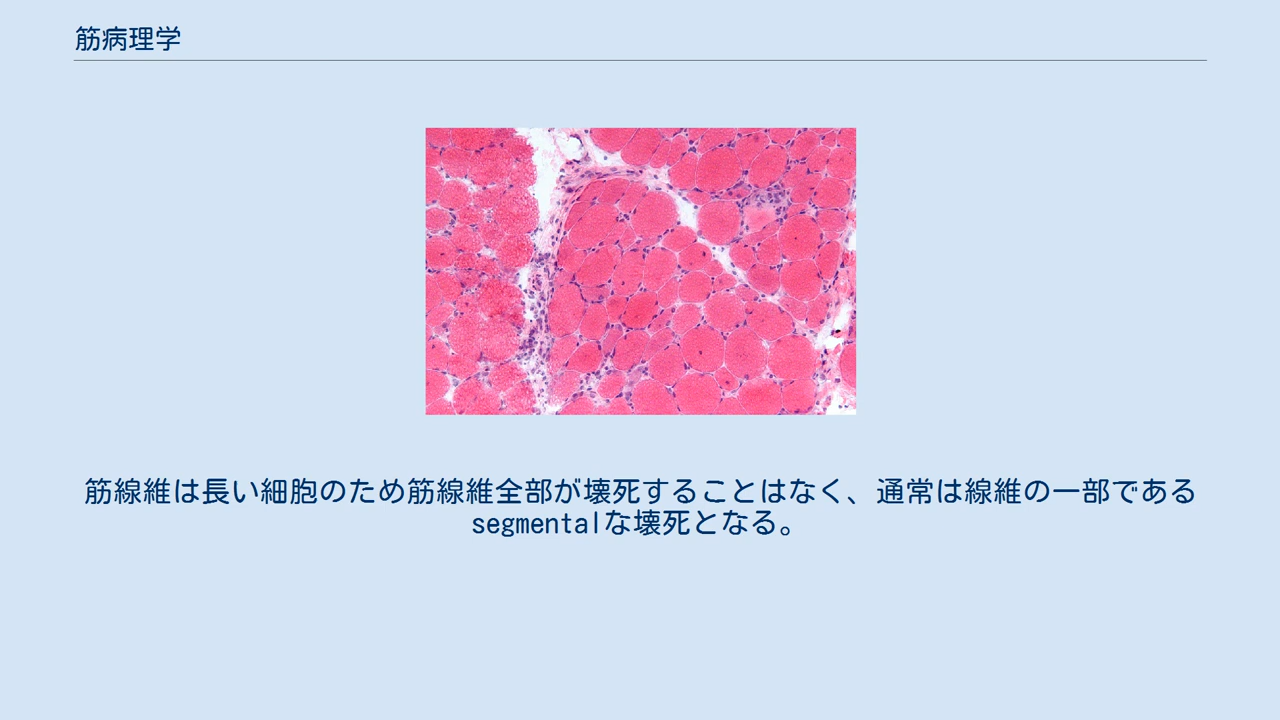 筋病理学
筋線維は長い細胞のため筋線維全部が壊死することはなく、通常は線維の一部である
segmentalな壊死となる。